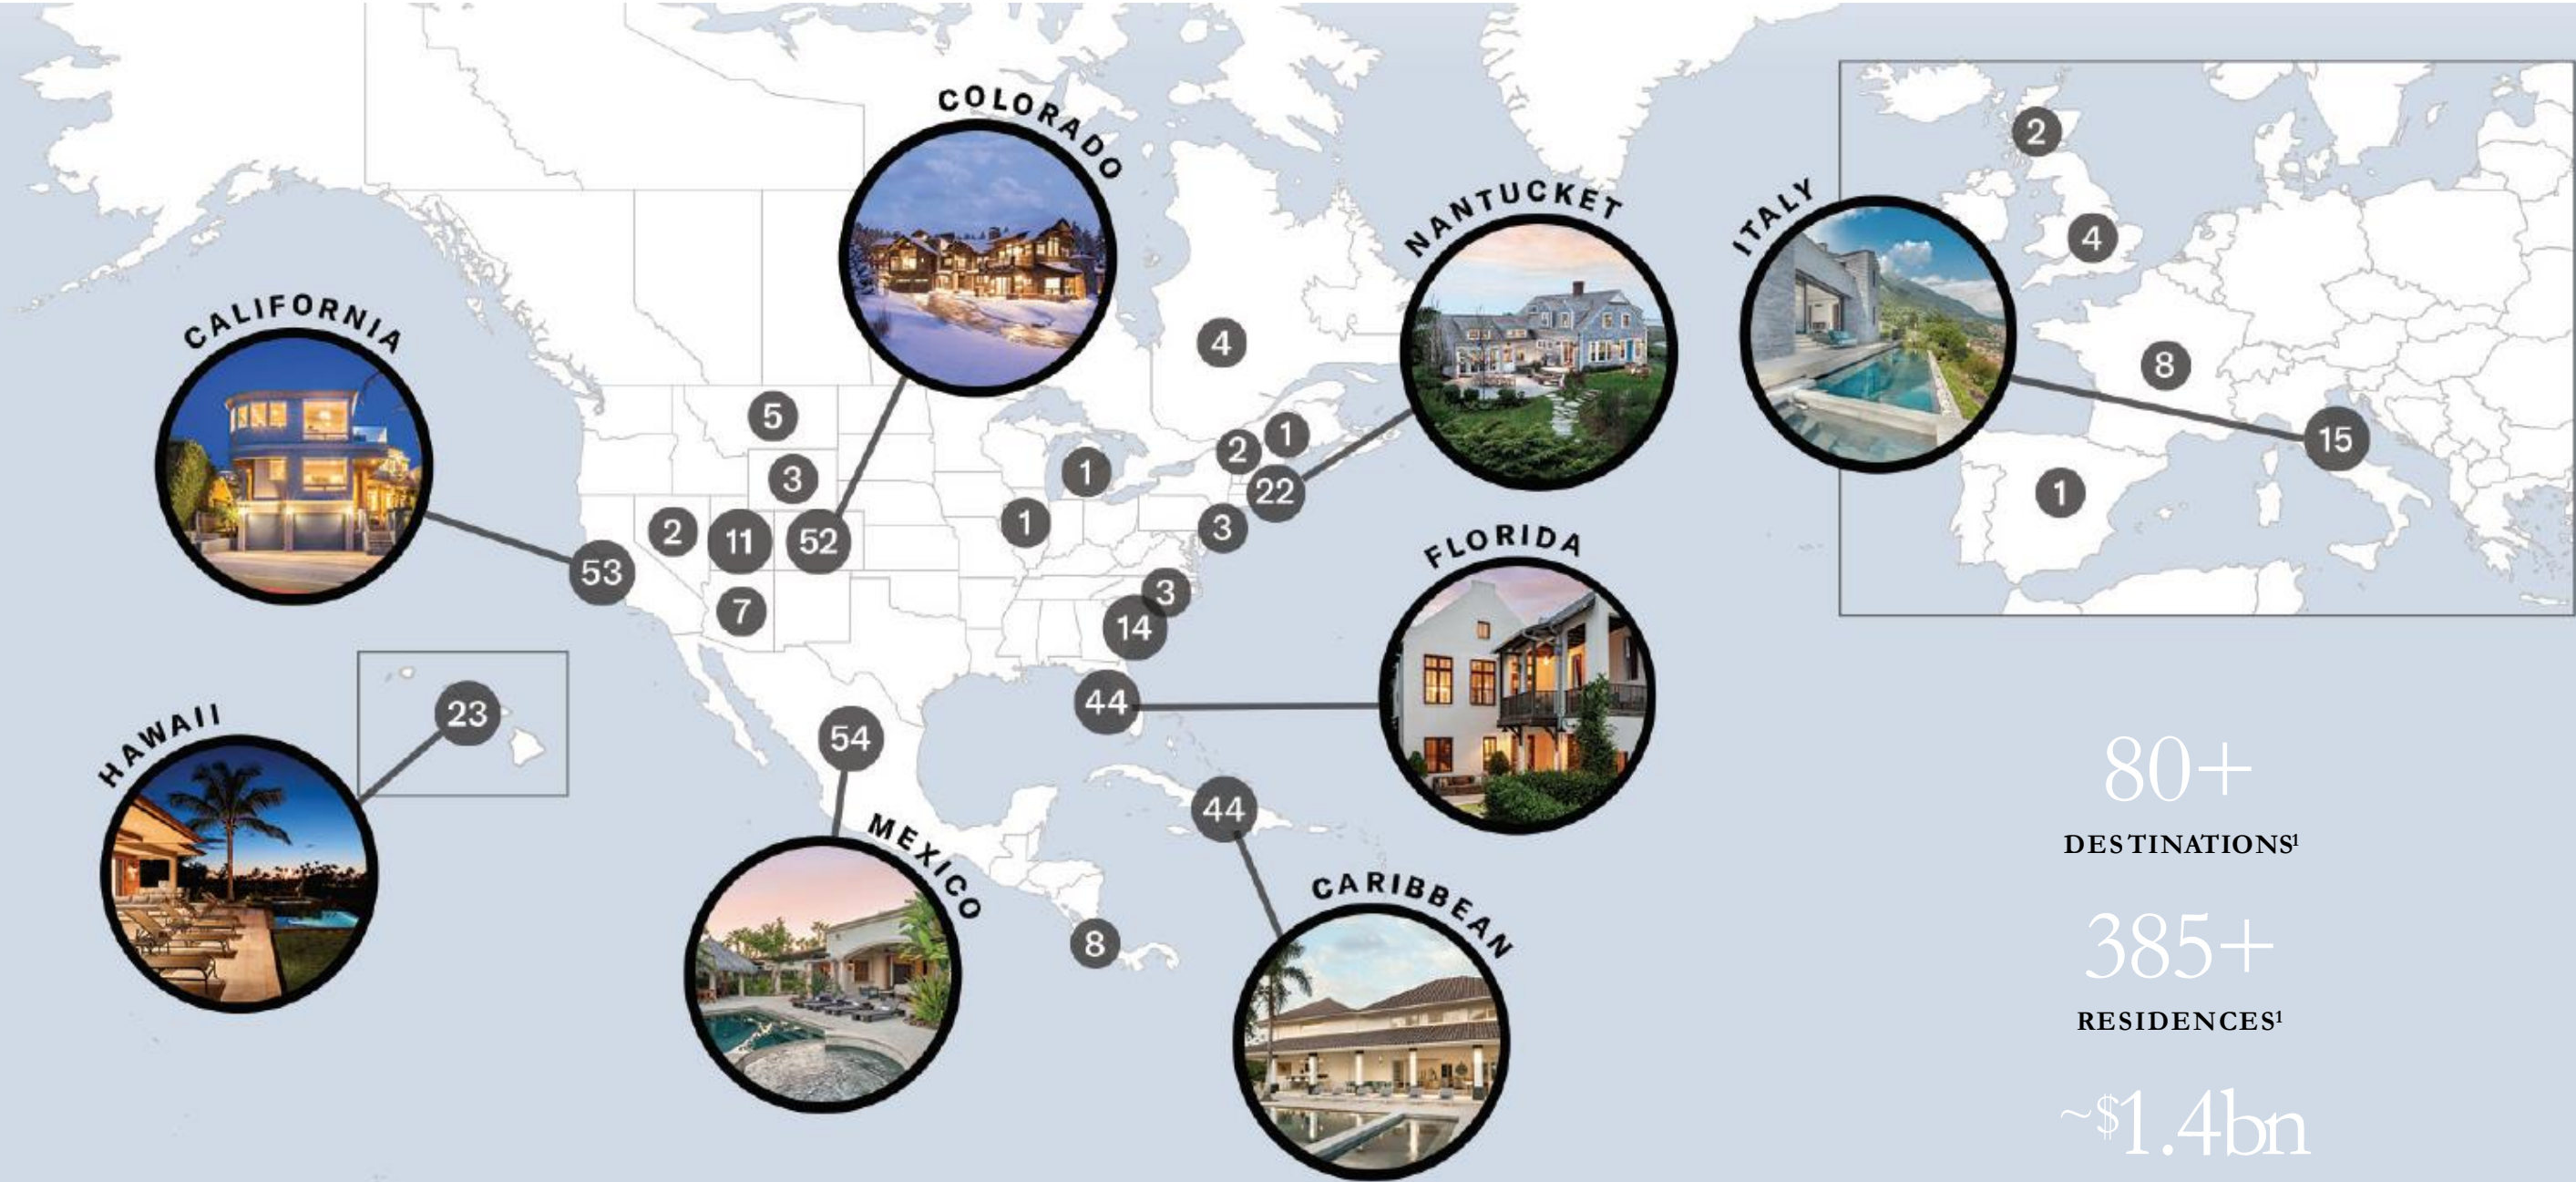 COLORADO
NANTUCKET
ITALY
CALIFORNIA
HAWAII
MEXICO
FLORIDA
CARIBBEAN
2
4
8
15
1
4
5
3
1
2
1
22
1
3
2
11
52
53
7
3
14
23
44
54
44
8
80+
DESTINATIONS¹
385+
RESIDENCES¹
~$1.4bn